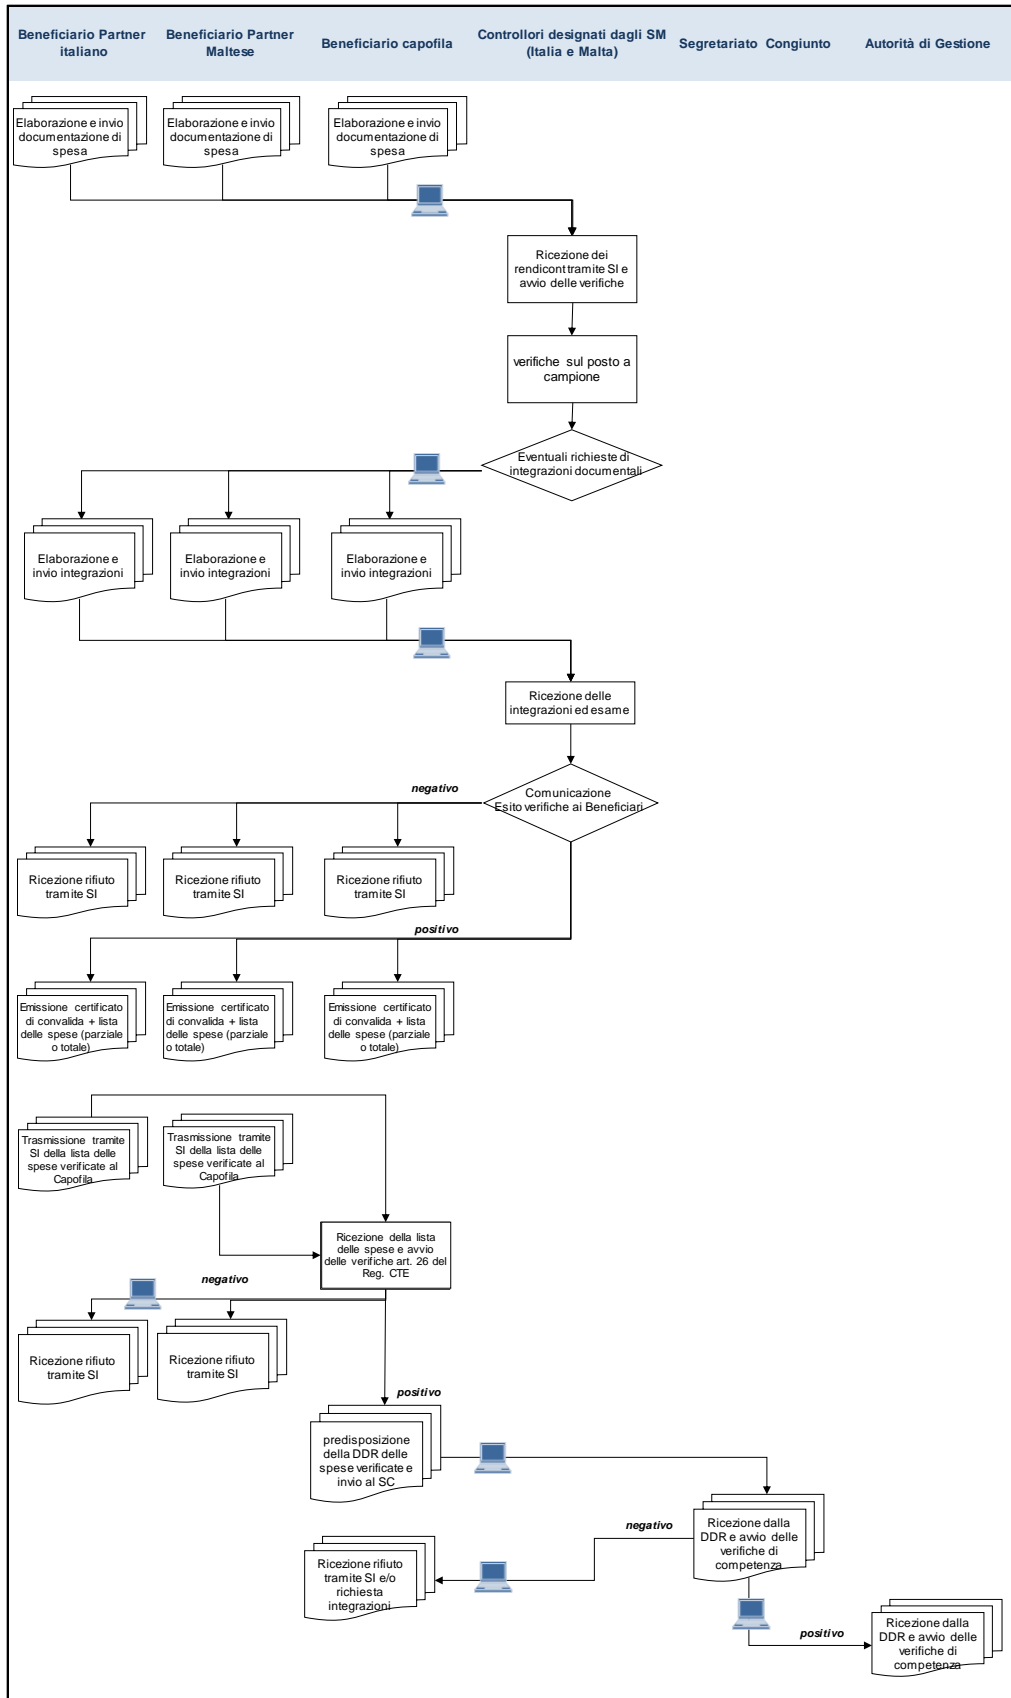 Beneficiario Partner
italiano
Beneficiario Partner
Maltese
Beneficiario capofila
Controllori designati dagli SM
(Italia e Malta)
Segretariato Congiunto
Autorità di Gestione
Elaborazione e invio
documentazione di
spesa
Elaborazione e invio
documentazione di
spesa
Elaborazione e invio
documentazione di
spesa
Ricezione dei
rendicont tramite SI e
avvio delle verifiche
verifiche sul posto a
campione
Eventuali richieste di
integrazioni documentali
Elaborazione e
invio integrazioni
Elaborazione e
invio integrazioni
Elaborazione e
invio integrazioni
Ricezione delle
integrazioni ed esame
Comunicazione
Esito verifiche ai Beneficiari
negativo
Ricezione rifiuto
tramite SI
Ricezione rifiuto
tramite SI
Ricezione rifiuto
tramite SI
positivo
Emissione certificato
di convalida + lista
delle spese (parziale
o totale)
Emissione certificato
di convalida + lista
delle spese (parziale
o totale)
Emissione certificato
di convalida + lista
delle spese (parziale
o totale)
Trasmissione tramite
SI della lista delle
spese verificate al
Capofila
Trasmissione tramite
SI della lista delle
spese verificate al
Capofila
Ricezione della lista
delle spese e avvio
delle verifiche art. 26 del
Reg. CTE
negativo
Ricezione rifiuto
tramite SI
Ricezione rifiuto
tramite SI
positivo
predisposizione
della DDR delle
spese verificate e
invio al SC
Ricezione dalla
DDR e avvio delle
verifiche di
competenza
negativo
Ricezione rifiuto
tramite SI e/o
richiesta
integrazioni
positivo
Ricezione dalla
DDR e avvio delle
verifiche di
competenza